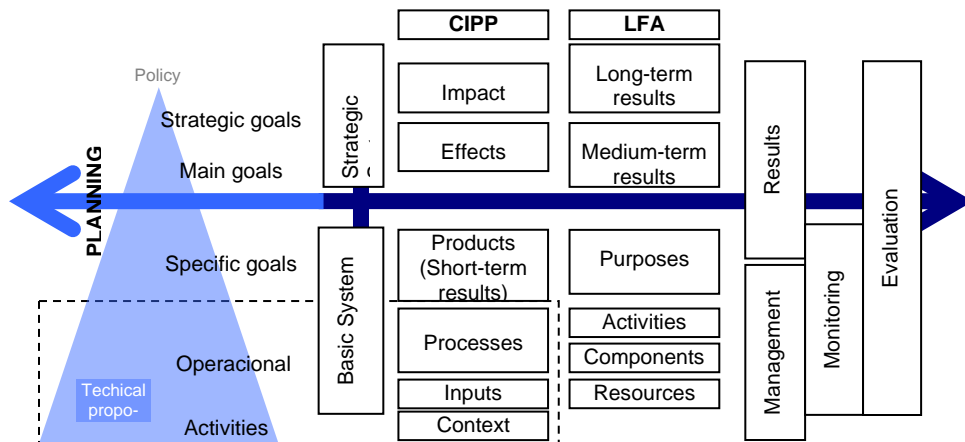 CIPP
LFA
Policy
Strategic goals
Main goals
PLANNING
Specific goals
Operacional
Techical
propo-
Activities
Strategic
Basic System
Impact
Effects
Products
(Short-term
results)
Processes
Inputs
Context
Long-term
results
Medium-term
results
Purposes
Activities
Components
Resources
Results
Management
Monitoring
Evaluation